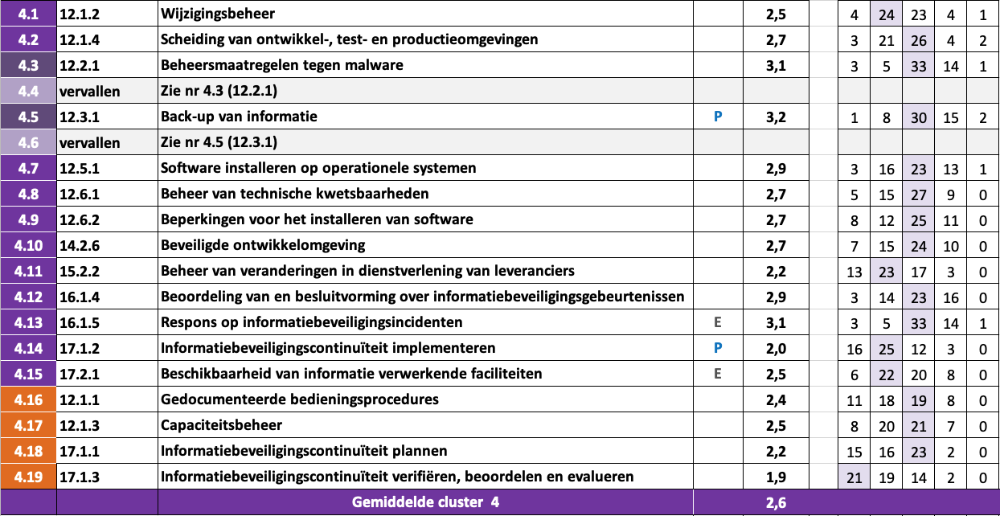 4.1 12.1.2 Wijzigingsbeheer 2,5 4 24 23 4 1
4.2 12.1.4 Scheiding van ontwikkel-, test- en productieomgevingen 2,7 3 21 26 4 2
4.3 12.2.1 Beheersmaatregelen tegen malware 3,1 3 5 33 14 1
4.4 vervallen Zie nr 4.3 (12.2.1)
4.5 12.3.1 Back-up van informatie P 3,2 1 8 30 15 2
4.6 vervallen Zie nr 4.5 (12.3.1)
4.7 12.5.1 Software installeren op operationele systemen 2,9 3 16 23 13 1
4.8 12.6.1 Beheer van technische kwetsbaarheden 2,7 5 15 27 9 0
4.9 12.6.2 Beperkingen voor het installeren van software 2,7 8 12 25 11 0
4.10 14.2.6 Beveiligde ontwikkelomgeving 2,7 7 15 24 10 0
4.11 15.2.2 Beheer van veranderingen in dienstverlening van leveranciers 2,2 13 23 17 3 0
4.12 16.1.4 Beoordeling van en besluitvorming over informatiebeveiligingsgebeurtenissen 2,9 3 14 23 16 0
4.13 16.1.5 Respons op informatiebeveiligingsincidenten E 3,1 3 5 33 14 1
4.14 17.1.2 Informatiebeveiligingscontinuïteit implementeren P 2,0 16 25 12 3 0
4.15 17.2.1 Beschikbaarheid van informatie verwerkende faciliteiten E 2,5 6 22 20 8 0
4.16 12.1.1 Gedocumenteerde bedieningsprocedures 2,4 11 18 19 8 0
4.17 12.1.3 Capaciteitsbeheer 2,5 8 20 21 7 0
4.18 17.1.1 Informatiebeveiligingscontinuïteit plannen 2,2 15 16 23 2 0
4.19 17.1.3 Informatiebeveiligingscontinuïteit verifiëren, beoordelen en evalueren 1,9 21 19 14 2 0
Gemiddelde cluster 4 2,6